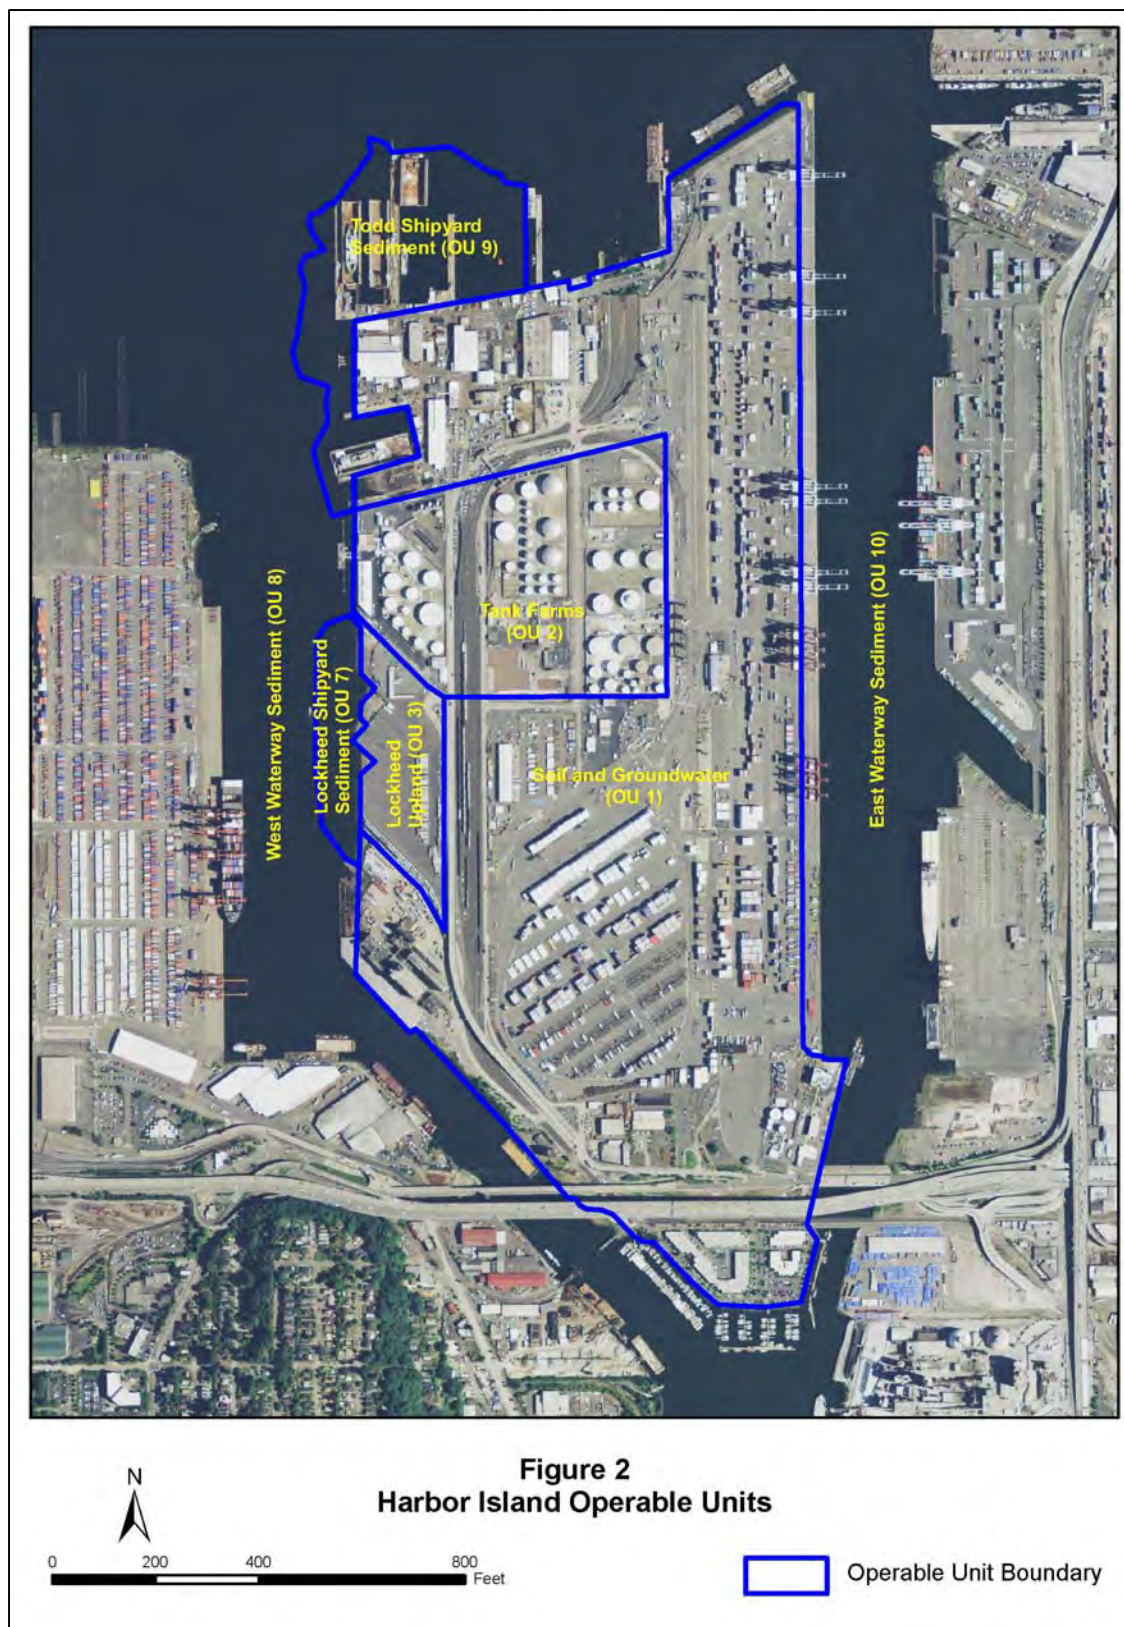 Todd Shipyard
Sediment (OU 9)
West Waterway Sediment (OU 8)
Lockheed Shipyard
Sediment (OU 7)
Lockheed
Upland (OU 3)
Tank Farms
(OU 2)
Soil and Groundwater
(OU 1)
East Waterway Sediment (OU 10)
Figure 2
Harbor Island Operable Units
N
0 200 400 800
Feet
Operable Unit Boundary